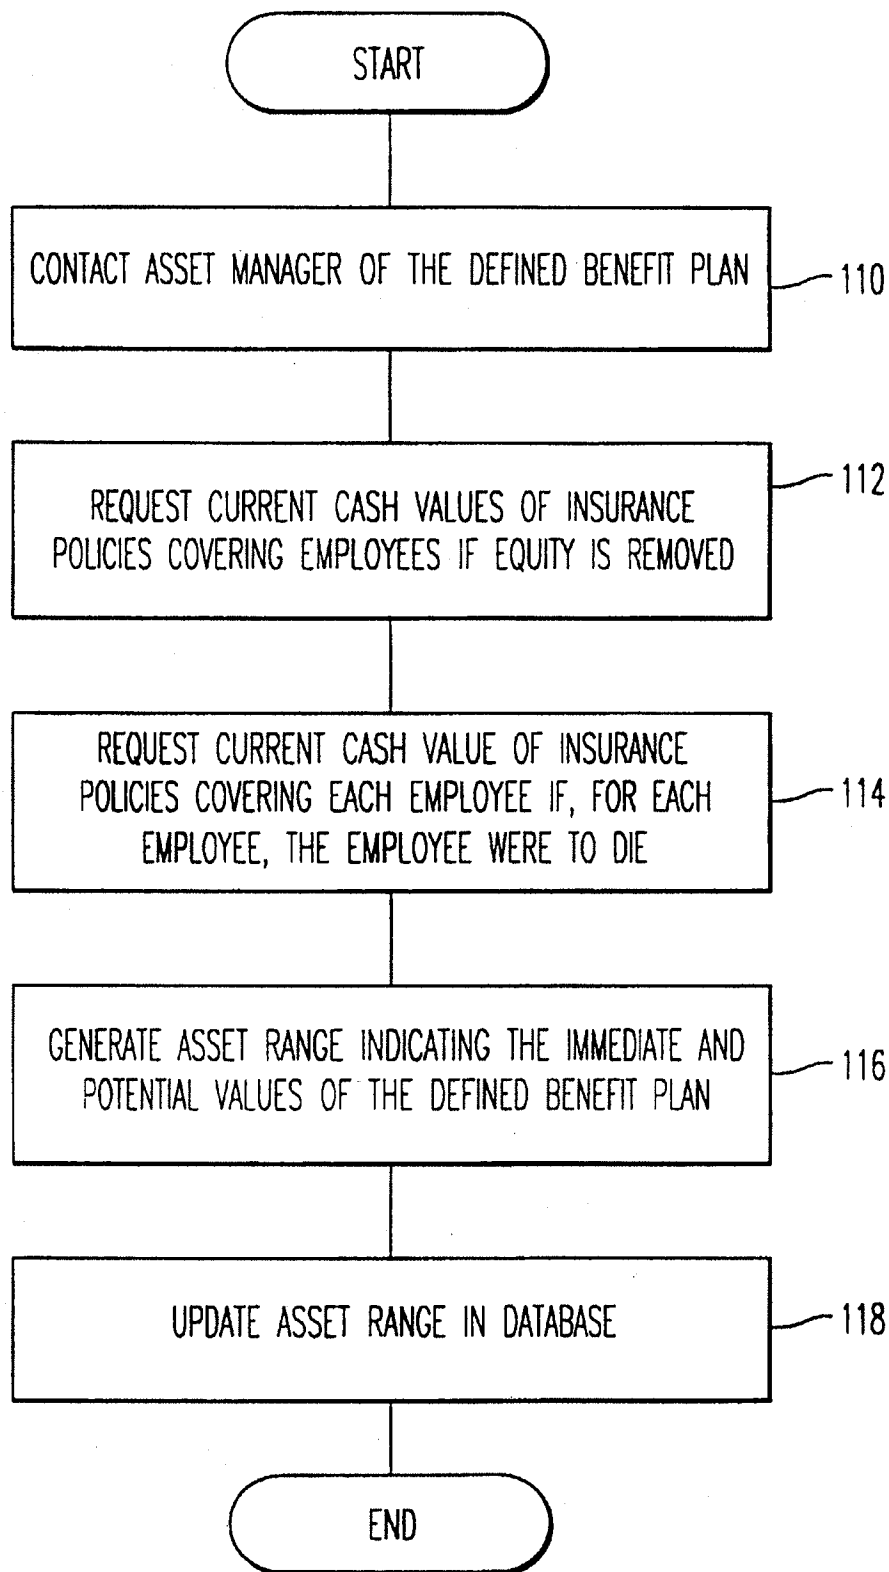 START
CONTACT ASSET MANAGER OF THE DEFINED BENEFIT PLAN
110
REQUEST CURRENT CASH VALUES OF INSURANCE
POLICIES COVERING EMPLOYEES IF EQUITY IS REMOVED
112
REQUEST CURRENT CASH VALUE OF INSURANCE
POLICIES COVERING EACH EMPLOYEE IF, FOR EACH
EMPLOYEE, THE EMPLOYEE WERE TO DIE
114
GENERATE ASSET RANGE INDICATING THE IMMEDIATE AND
POTENTIAL VALUES OF THE DEFINED BENEFIT PLAN
116
UPDATE ASSET RANGE IN DATABASE
118
END